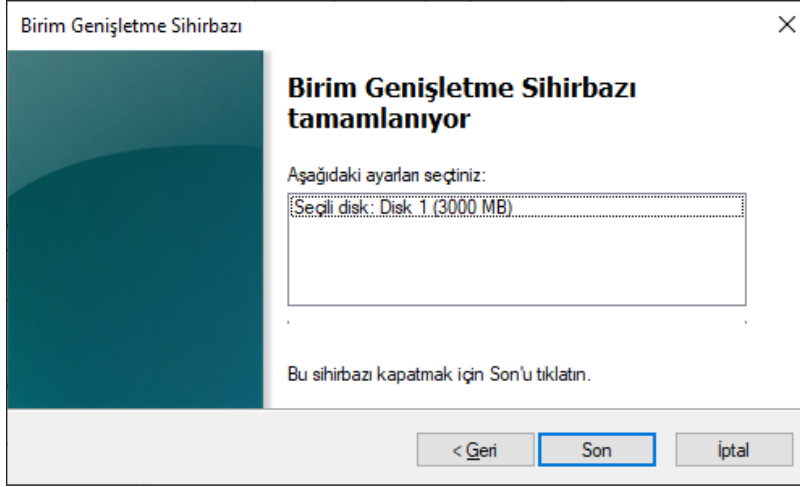 Birim Genişletme Sihirbazı
Birim Genişletme Sihirbazı
tamamlanıyor
Aşağıdaki ayarları seçtiniz:
Seçili disk: Disk 1 (3000 MB)
Bu sihirbazı kapatmak için Son'u tıklatın.
< Geri
Son
İptal